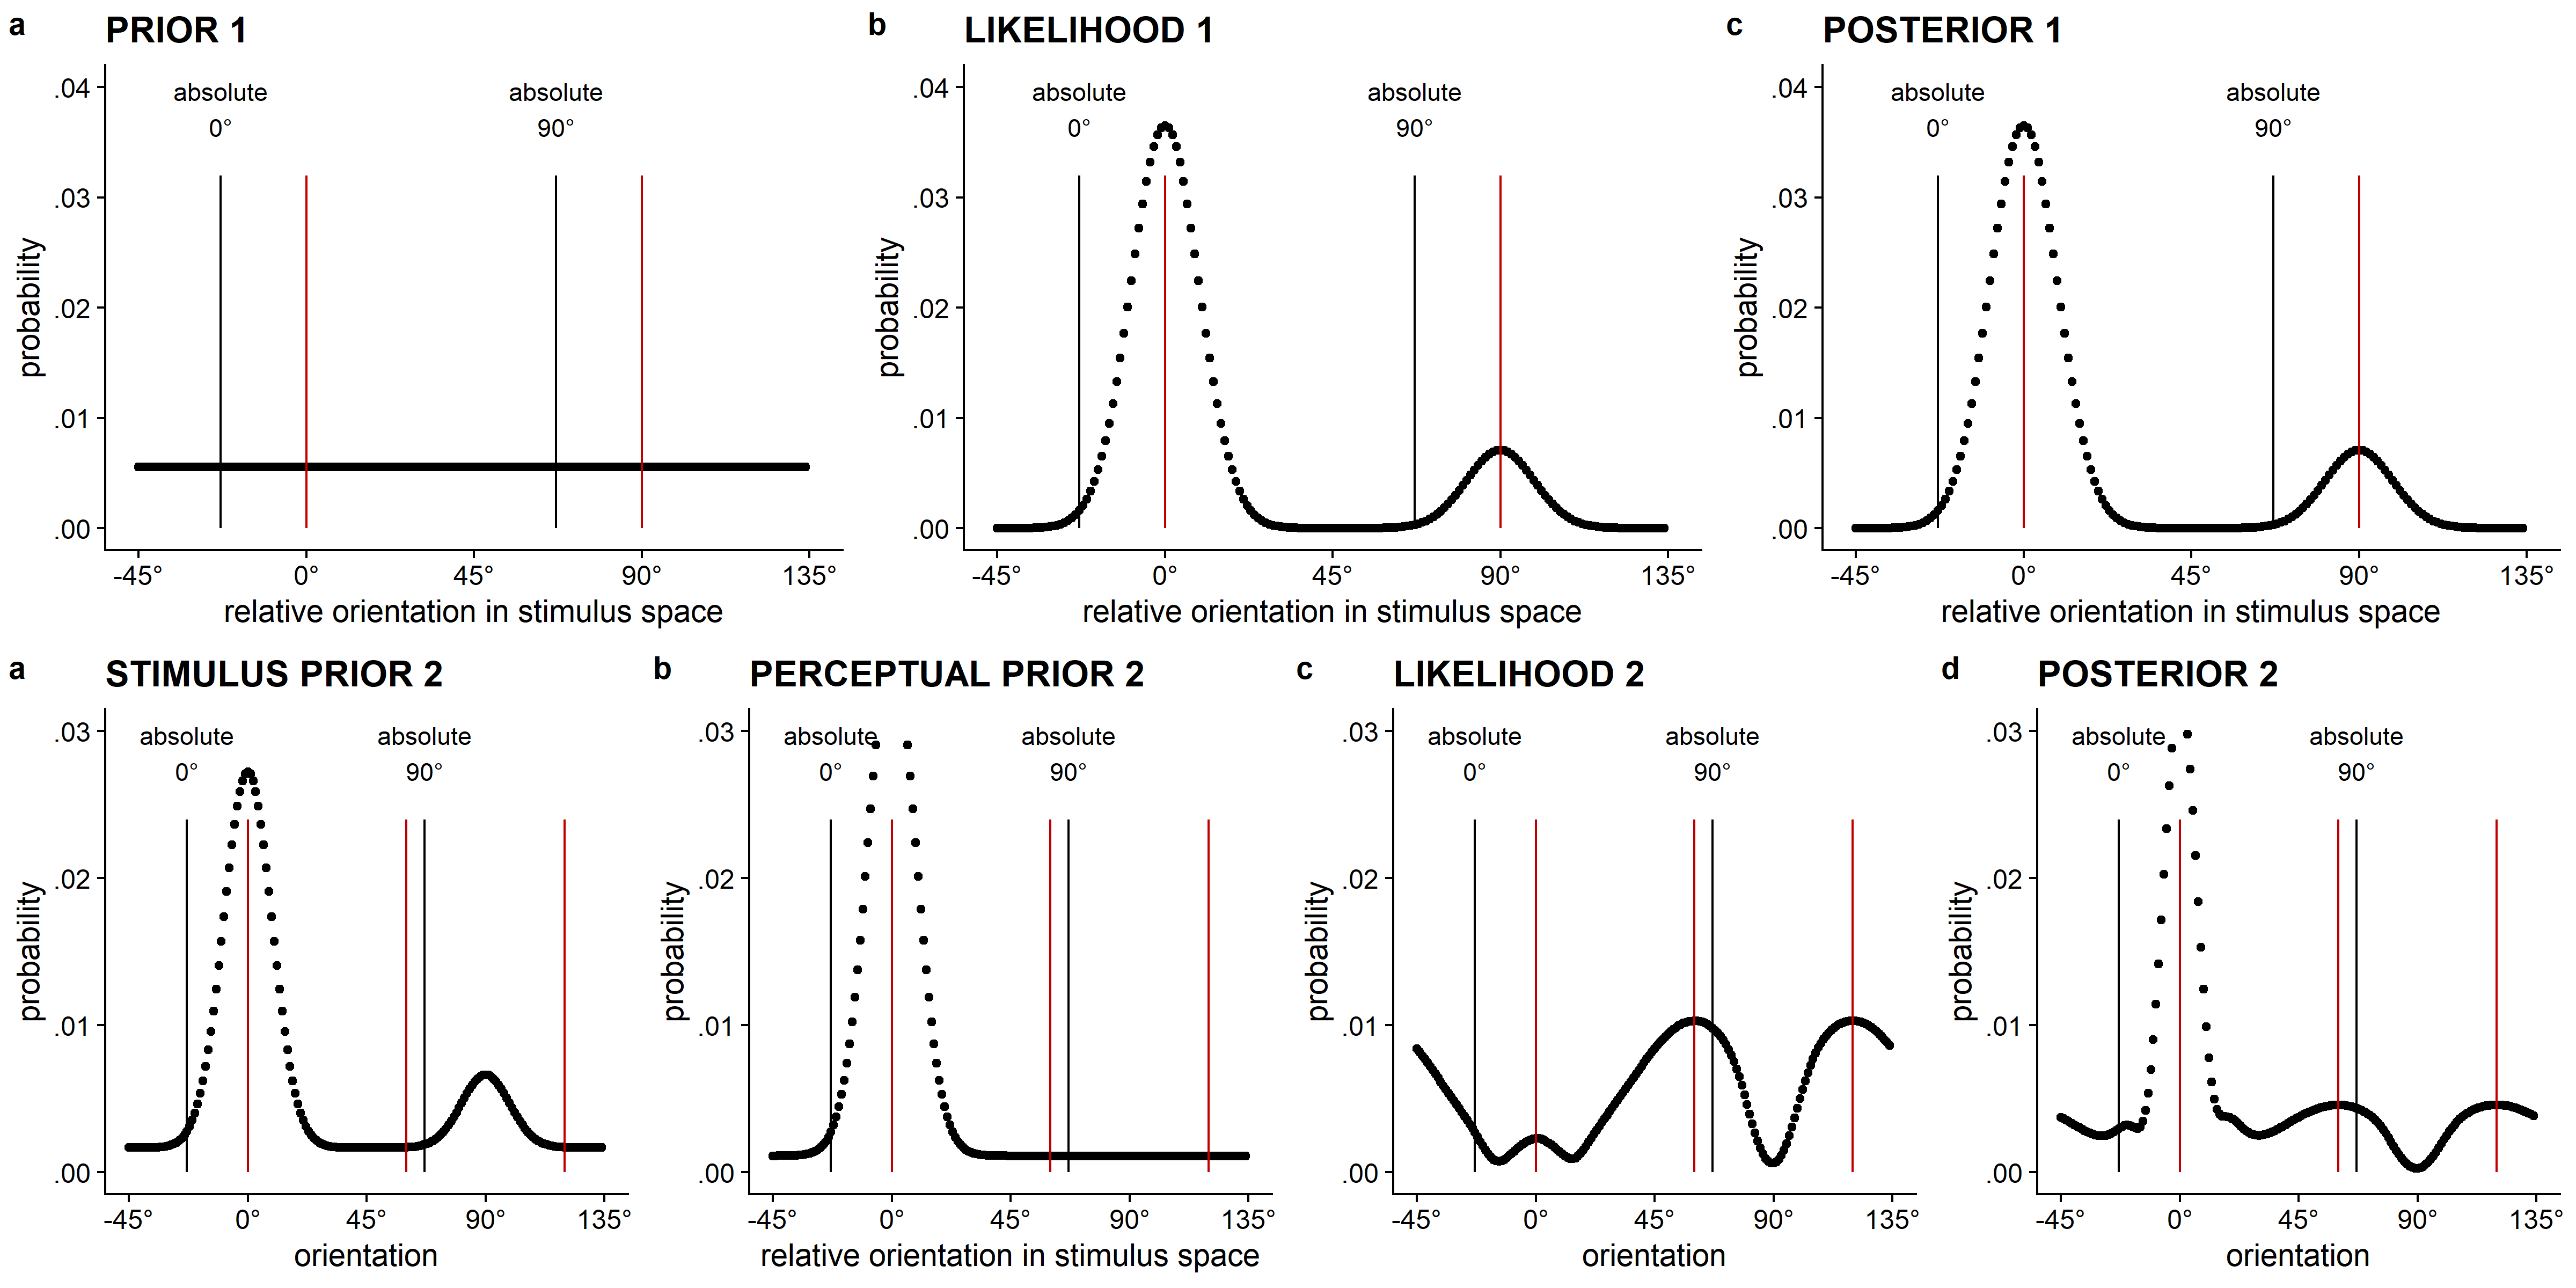 a PRIOR 1
.04
.03
.02
.01
.00
probability
absolute
0°
absolute
90°
-45° 0° 45° 90° 135°
relative orientation in stimulus space
b LIKELIHOOD 1
.04
.03
.02
.01
.00
probability
absolute
0°
absolute
90°
-45° 0° 45° 90° 135°
relative orientation in stimulus space
c POSTERIOR 1
.04
.03
.02
.01
.00
probability
absolute
0°
absolute
90°
-45° 0° 45° 90° 135°
relative orientation in stimulus space
a STIMULUS PRIOR 2
.03
.02
.01
.00
probability
absolute
0°
absolute
90°
-45° 0° 45° 90° 135°
orientation
b PERCEPTUAL PRIOR 2
.03
.02
.01
.00
probability
absolute
0°
absolute
90°
-45° 0° 45° 90° 135°
relative orientation in stimulus space
c LIKELIHOOD 2
.03
.02
.01
.00
probability
absolute
0°
absolute
90°
-45° 0° 45° 90° 135°
orientation
d POSTERIOR 2
.03
.02
.01
.00
probability
absolute
0°
absolute
90°
-45° 0° 45° 90° 135°
orientation